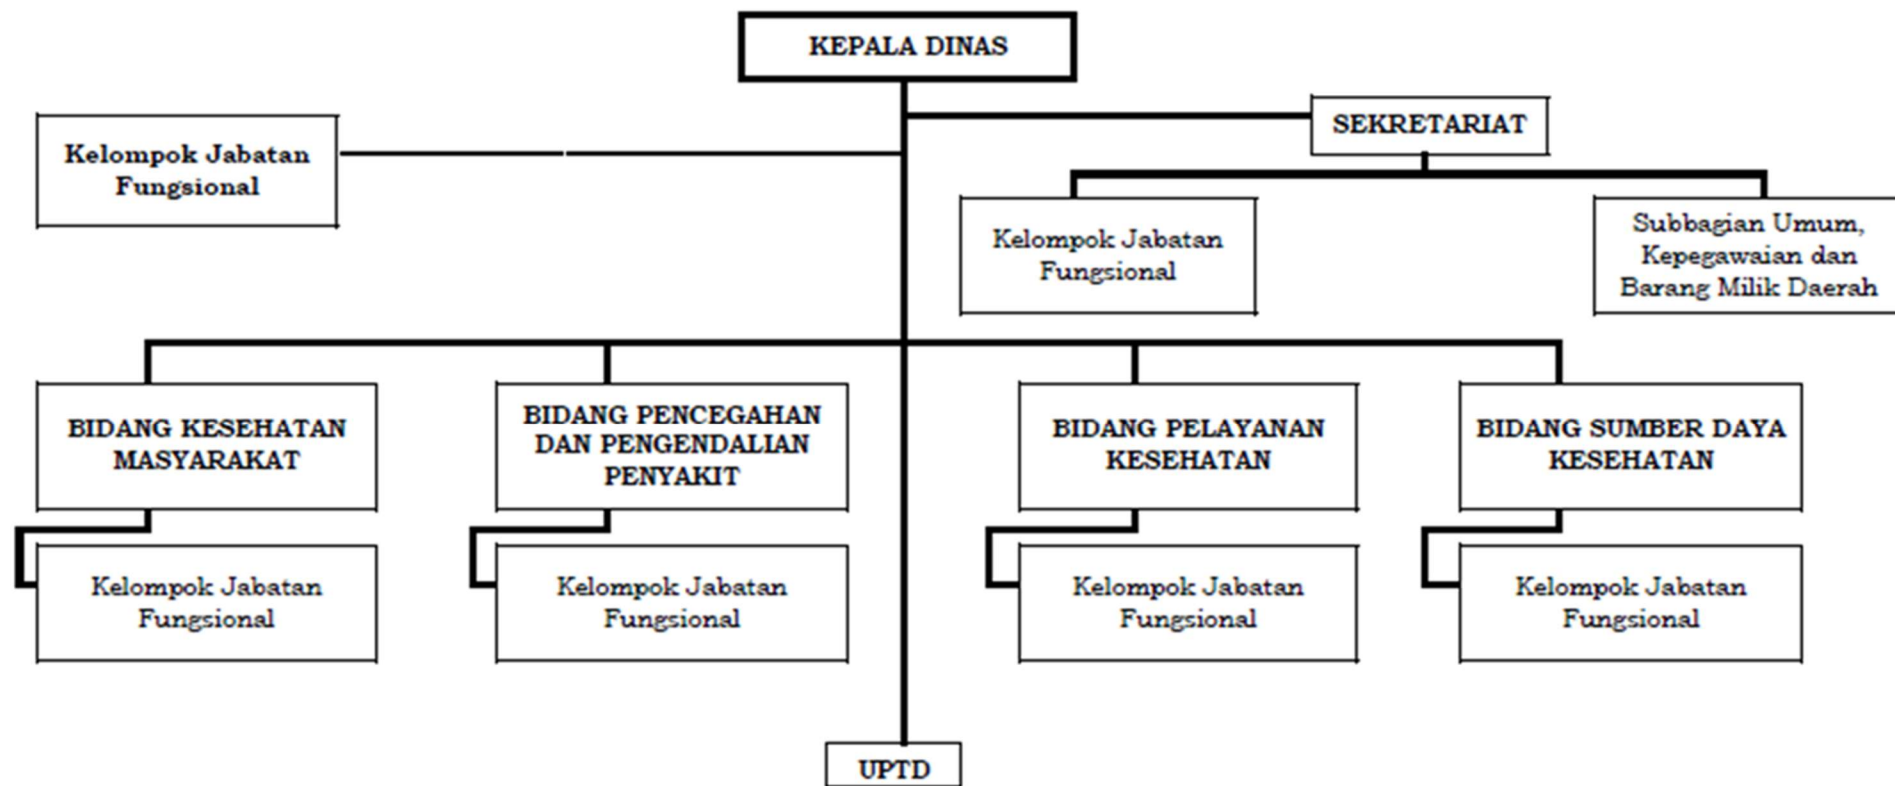 KEPALA DINAS
SEKRETARIAT
Kelompok Jabatan
Fungsional
Kelompok Jabatan
Fungsional
Subbagian Umum,
Kepegawaian dan
Barang Milik Daerah
BIDANG KESEHATAN
MASYARAKAT
BIDANG PENCEGAHAN
DAN PENGENDALIAN
PENYAKIT
BIDANG PELAYANAN
KESEHATAN
BIDANG SUMBER DAYA
KESEHATAN
Kelompok Jabatan
Fungsional
Kelompok Jabatan
Fungsional
Kelompok Jabatan
Fungsional
Kelompok Jabatan
Fungsional
UPTD